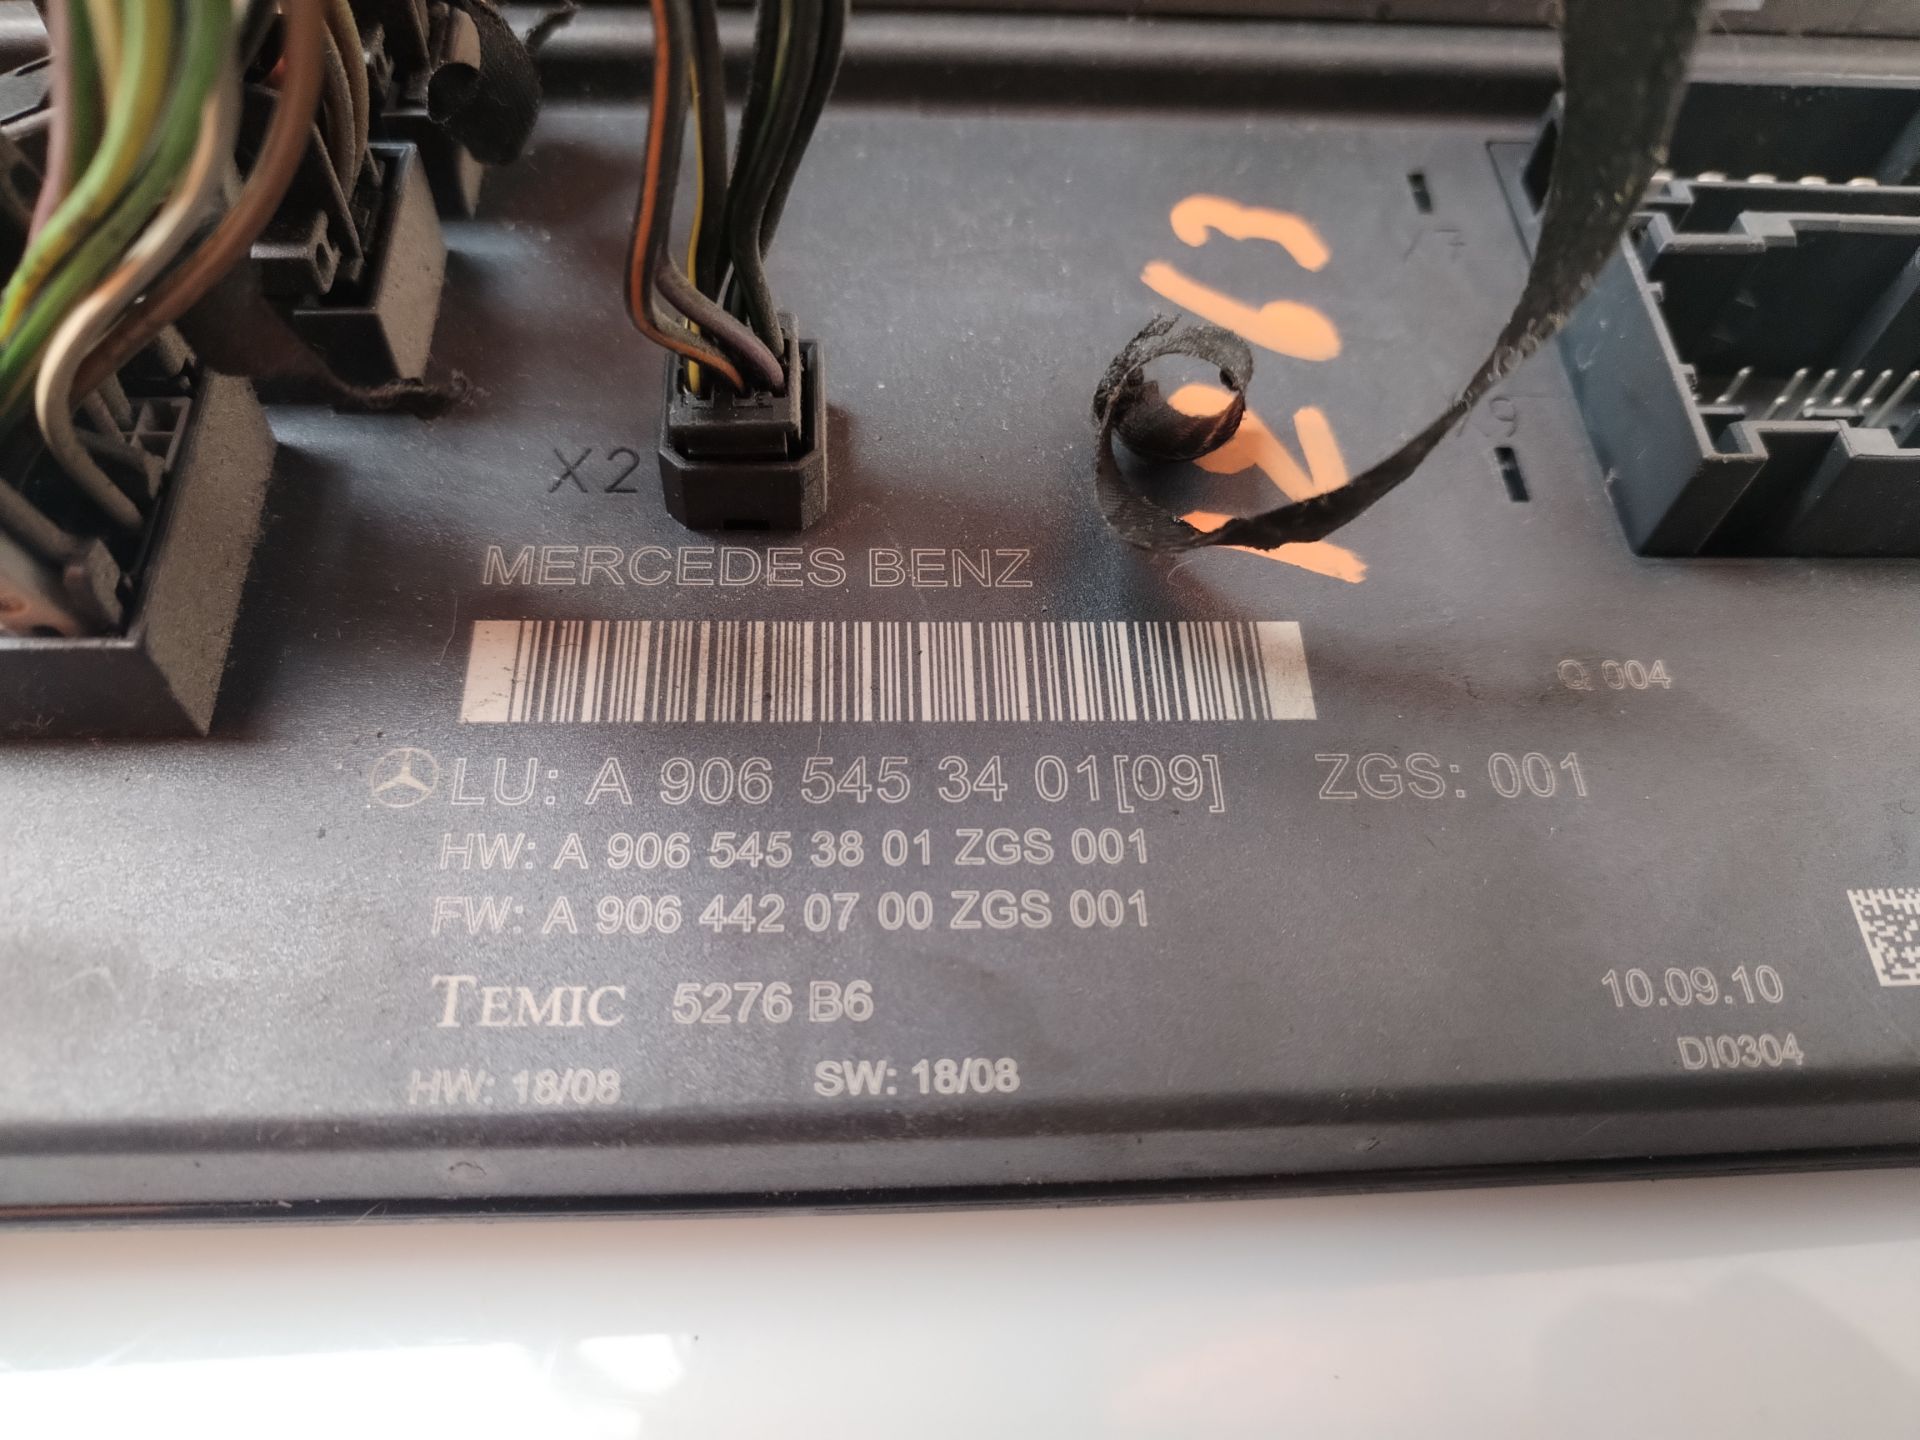 X7
X9
X2
MERCEDES BENZ
Q 004
LU: A 906 545 34 01[09] ZGS: 001
HW: A 906 545 38 01 ZGS 001
FW: A 906 442 07 00 ZGS 001
TEMIC 5276 B6
10.09.10
DI0304
HW: 18/08 SW: 18/08